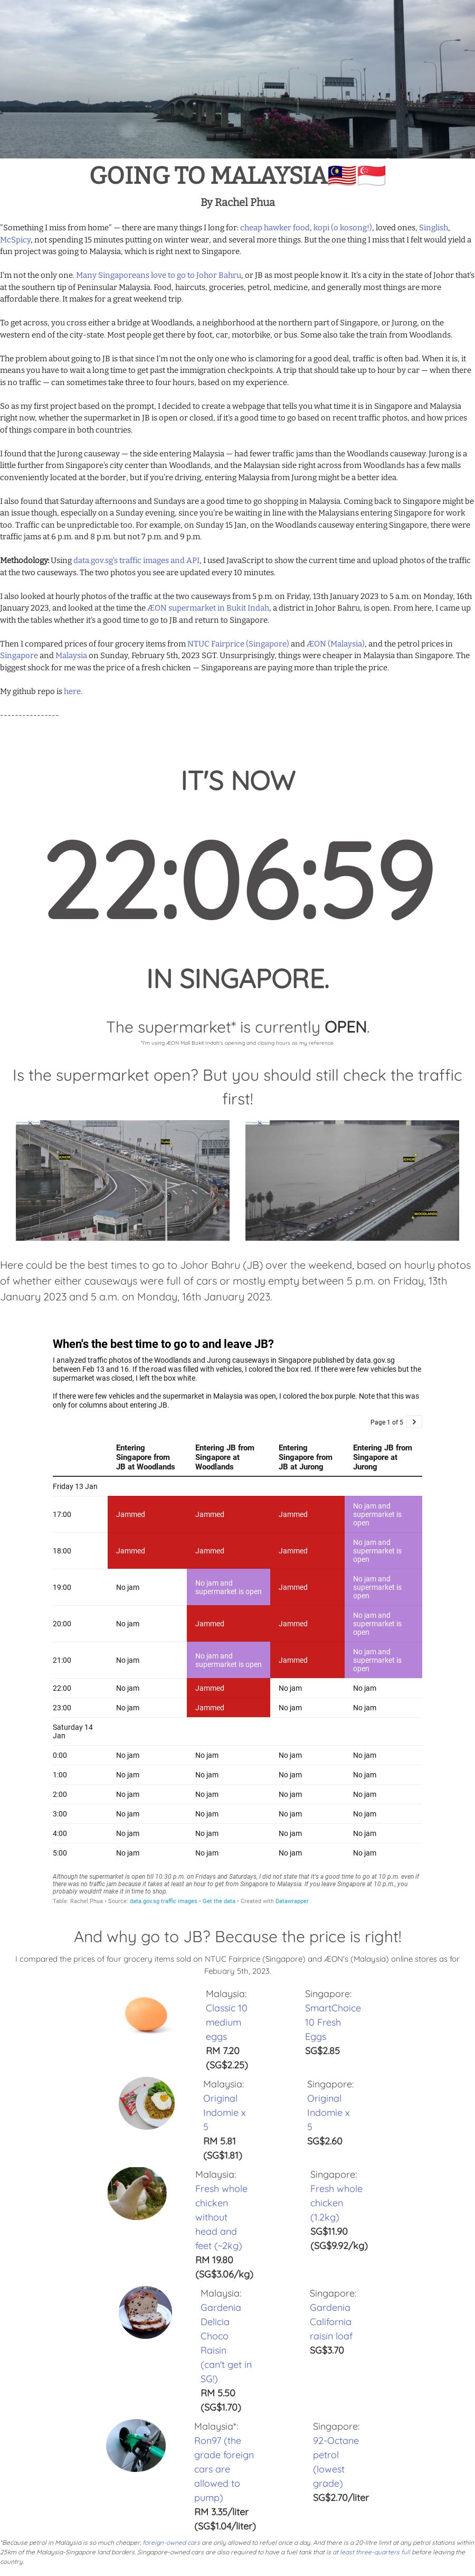 GOING TO MALAYSIA🇲🇾🇸🇬
By Rachel Phua
"Something I miss from home" — there are many things I long for: cheap hawker food, kopi (o kosong!), loved ones, Singlish,
McSpicy, not spending 15 minutes putting on winter wear, and several more things. But the one thing I miss that I felt would yield a
fun project was going to Malaysia, which is right next to Singapore.
I'm not the only one. Many Singaporeans love to go to Johor Bahru, or JB as most people know it. It's a city in the state of Johor that's
at the southern tip of Peninsular Malaysia. Food, haircuts, groceries, petrol, medicine, and generally most things are more
affordable there. It makes for a great weekend trip.
To get across, you cross either a bridge at Woodlands, a neighborhood at the northern part of Singapore, or Jurong, on the
western end of the city-state. Most people get there by foot, car, motorbike, or bus. Some also take the train from Woodlands.
The problem about going to JB is that since I'm not the only one who is clamoring for a good deal, traffic is often bad. When it is, it
means you have to wait a long time to get past the immigration checkpoints. A trip that should take up to hour by car — when there
is no traffic — can sometimes take three to four hours, based on my experience.
So as my first project based on the prompt, I decided to create a webpage that tells you what time it is in Singapore and Malaysia
right now, whether the supermarket in JB is open or closed, if it's a good time to go based on recent traffic photos, and how prices
of things compare in both countries.
I found that the Jurong causeway — the side entering Malaysia — had fewer traffic jams than the Woodlands causeway. Jurong is a
little further from Singapore's city center than Woodlands, and the Malaysian side right across from Woodlands has a few malls
conveniently located at the border, but if you're driving, entering Malaysia from Jurong might be a better idea.
I also found that Saturday afternoons and Sundays are a good time to go shopping in Malaysia. Coming back to Singapore might be
an issue though, especially on a Sunday evening, since you're be waiting in line with the Malaysians entering Singapore for work
too. Traffic can be unpredictable too. For example, on Sunday 15 Jan, on the Woodlands causeway entering Singapore, there were
traffic jams at 6 p.m. and 8 p.m. but not 7 p.m. and 9 p.m.
Methodology: Using data.gov.sg's traffic images and API, I used JavaScript to show the current time and upload photos of the traffic
at the two causeways. The two photos you see are updated every 10 minutes.
I also looked at hourly photos of the traffic at the two causeways from 5 p.m. on Friday, 13th January 2023 to 5 a.m. on Monday, 16th
January 2023, and looked at the time the ÆON supermarket in Bukit Indah, a district in Johor Bahru, is open. From here, I came up
with the tables of whether it's a good time to go to JB and return to Singapore.
Then I compared prices of four grocery items from NTUC Fairprice (Singapore) and ÆON (Malaysia), and the petrol prices in
Singapore and Malaysia on Sunday, February 5th, 2023 SGT. Unsurprisingly, things were cheaper in Malaysia than Singapore. The
biggest shock for me was the price of a fresh chicken — Singaporeans are paying more than triple the price.
My github repo is here.
----------------
IT'S NOW
22:06:59
IN SINGAPORE.
The supermarket* is currently OPEN.
*I'm using ÆON Mall Bukit Indah's opening and closing hours as my reference.
Is the supermarket open? But you should still check the traffic
first!
Here could be the best times to go to Johor Bahru (JB) over the weekend, based on hourly photos
of whether either causeways were full of cars or mostly empty between 5 p.m. on Friday, 13th
January 2023 and 5 a.m. on Monday, 16th January 2023.
When's the best time to go to and leave JB?
I analyzed traffic photos of the Woodlands and Jurong causeways in Singapore published by data.gov.sg
between Feb 13 and 16. If the road was filled with vehicles, I colored the box red. If there were few vehicles but the
supermarket was closed, I left the box white.
If there were few vehicles and the supermarket in Malaysia was open, I colored the box purple. Note that this was
only for columns about entering JB.
Page 1 of 5 >
Entering Singapore from JB at Woodlands
Entering JB from Singapore at Woodlands
Entering Singapore from JB at Jurong
Entering JB from Singapore at Jurong
Friday 13 Jan
17:00 Jammed Jammed Jammed No jam and supermarket is open
18:00 Jammed Jammed Jammed No jam and supermarket is open
19:00 No jam No jam and supermarket is open Jammed No jam and supermarket is open
20:00 No jam Jammed Jammed No jam and supermarket is open
21:00 No jam No jam and supermarket is open Jammed No jam and supermarket is open
22:00 No jam Jammed No jam No jam
23:00 No jam Jammed No jam No jam
Saturday 14
Jan
0:00 No jam No jam No jam No jam
1:00 No jam No jam No jam No jam
2:00 No jam No jam No jam No jam
3:00 No jam No jam No jam No jam
4:00 No jam No jam No jam No jam
5:00 No jam No jam No jam No jam
Although the supermarket is open till 10:30 p.m. on Fridays and Saturdays, I did not state that it's a good time to go at 10 p.m. even if
there was no traffic jam because it takes at least an hour to get from Singapore to Malaysia. If you leave Singapore at 10 p.m., you
probably wouldn't make it in time to shop.
Table: Rachel Phua • Source: data.gov.sg traffic images • Get the data • Created with Datawrapper
And why go to JB? Because the price is right!
I compared the prices of four grocery items sold on NTUC Fairprice (Singapore) and ÆON's (Malaysia) online stores as for
Febuary 5th, 2023.
Malaysia:
Classic 10
medium
eggs
RM 7.20
(SG$2.25)
Singapore:
SmartChoice
10 Fresh
Eggs
SG$2.85
Malaysia:
Original
Indomie x
5
RM 5.81
(SG$1.81)
Singapore:
Original
Indomie x
5
SG$2.60
Malaysia:
Fresh whole
chicken
without
head and
feet (~2kg)
RM 19.80
(SG$3.06/kg)
Singapore:
Fresh whole
chicken
(1.2kg)
SG$11.90
(SG$9.92/kg)
Malaysia:
Gardenia
Delicia
Choco
Raisin
(can't get in
SG!)
RM 5.50
(SG$1.70)
Singapore:
Gardenia
California
raisin loaf
SG$3.70
Malaysia*:
Ron97 (the
grade foreign
cars are
allowed to
pump)
RM 3.35/liter
(SG$1.04/liter)
Singapore:
92-Octane
petrol
(lowest
grade)
SG$2.70/liter
*Because petrol in Malaysia is so much cheaper, foreign-owned cars are only allowed to refuel once a day. And there is a 20-litre limit at any petrol stations within
25km of the Malaysia-Singapore land borders. Singapore-owned cars are also required to have a fuel tank that is at least three-quarters full before leaving the
country.